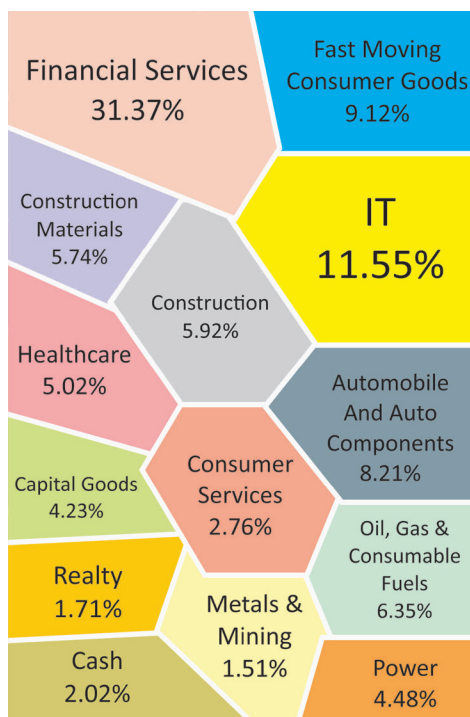 Financial Services
31.37%
Fast Moving
Consumer Goods
9.12%
Construction
Materials
5.74%
IT
11.55%
Construction
5.92%
Healthcare
5.02%
Automobile
And Auto
Components
8.21%
Capital Goods
4.23%
Consumer
Services
2.76%
Oil, Gas &
Consumable
Fuels
6.35%
Realty
1.71%
Metals &
Mining
1.51%
Cash
2.02%
Power
4.48%